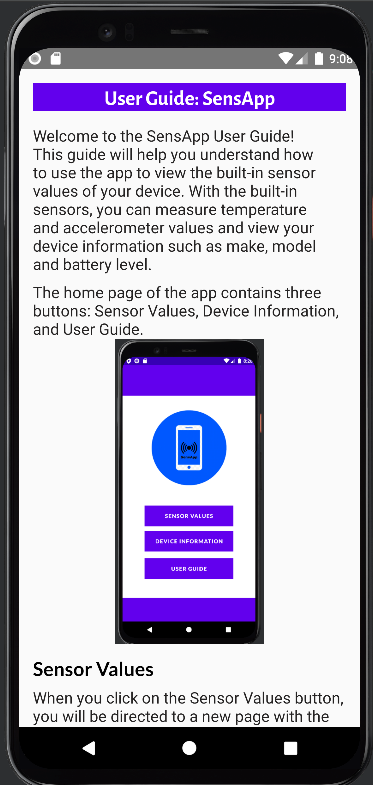 9:08
User Guide: SensApp
Welcome to the SensApp User Guide!
This guide will help you understand how
to use the app to view the built-in sensor
values of your device. With the built-in
sensors, you can measure temperature
and accelerometer values and view your
device information such as make, model
and battery level.
The home page of the app contains three
buttons: Sensor Values, Device Information,
and User Guide.
SENSOR VALUES
DEVICE INFORMATION
USER GUIDE
Sensor Values
When you click on the Sensor Values button,
you will be directed to a new page with the